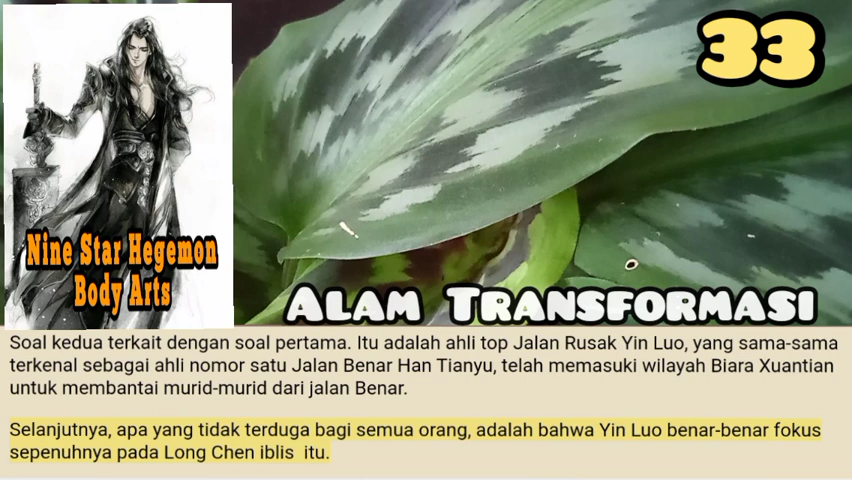 33
Nine Star Hegemon
Body Arts
Alam Transformasi
Soal kedua terkait dengan soal pertama. Itu adalah ahli top Jalan Rusak Yin Luo, yang sama-sama
terkenal sebagai ahli nomor satu Jalan Benar Han Tianyu, telah memasuki wilayah Biara Xuantian
untuk membantai murid-murid dari jalan Benar.
Selanjutnya, apa yang tidak terduga bagi semua orang, adalah bahwa Yin Luo benar-benar fokus
sepenuhnya pada Long Chen iblis itu.